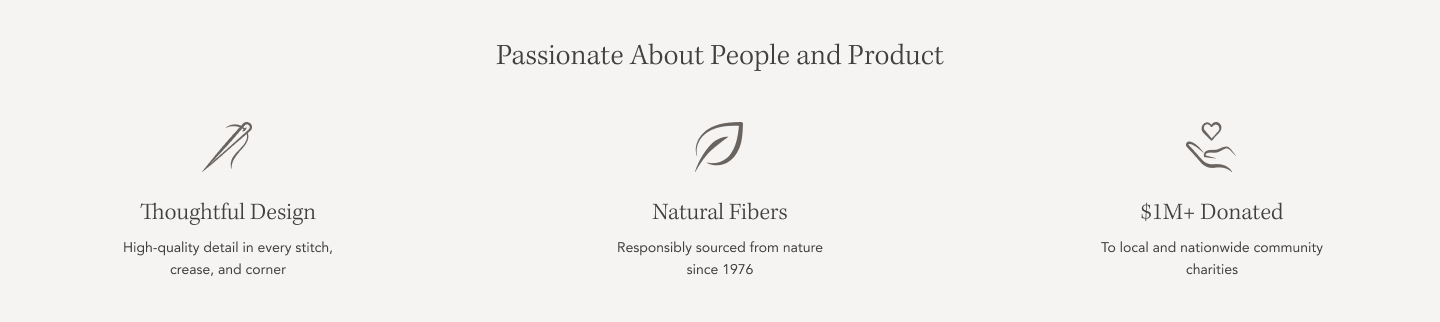 Passionate About People and Product
Thoughtful Design
High-quality detail in every stitch,
crease, and corner
Natural Fibers
Responsibly sourced from nature
since 1976
$1M+ Donated
To local and nationwide community
charities